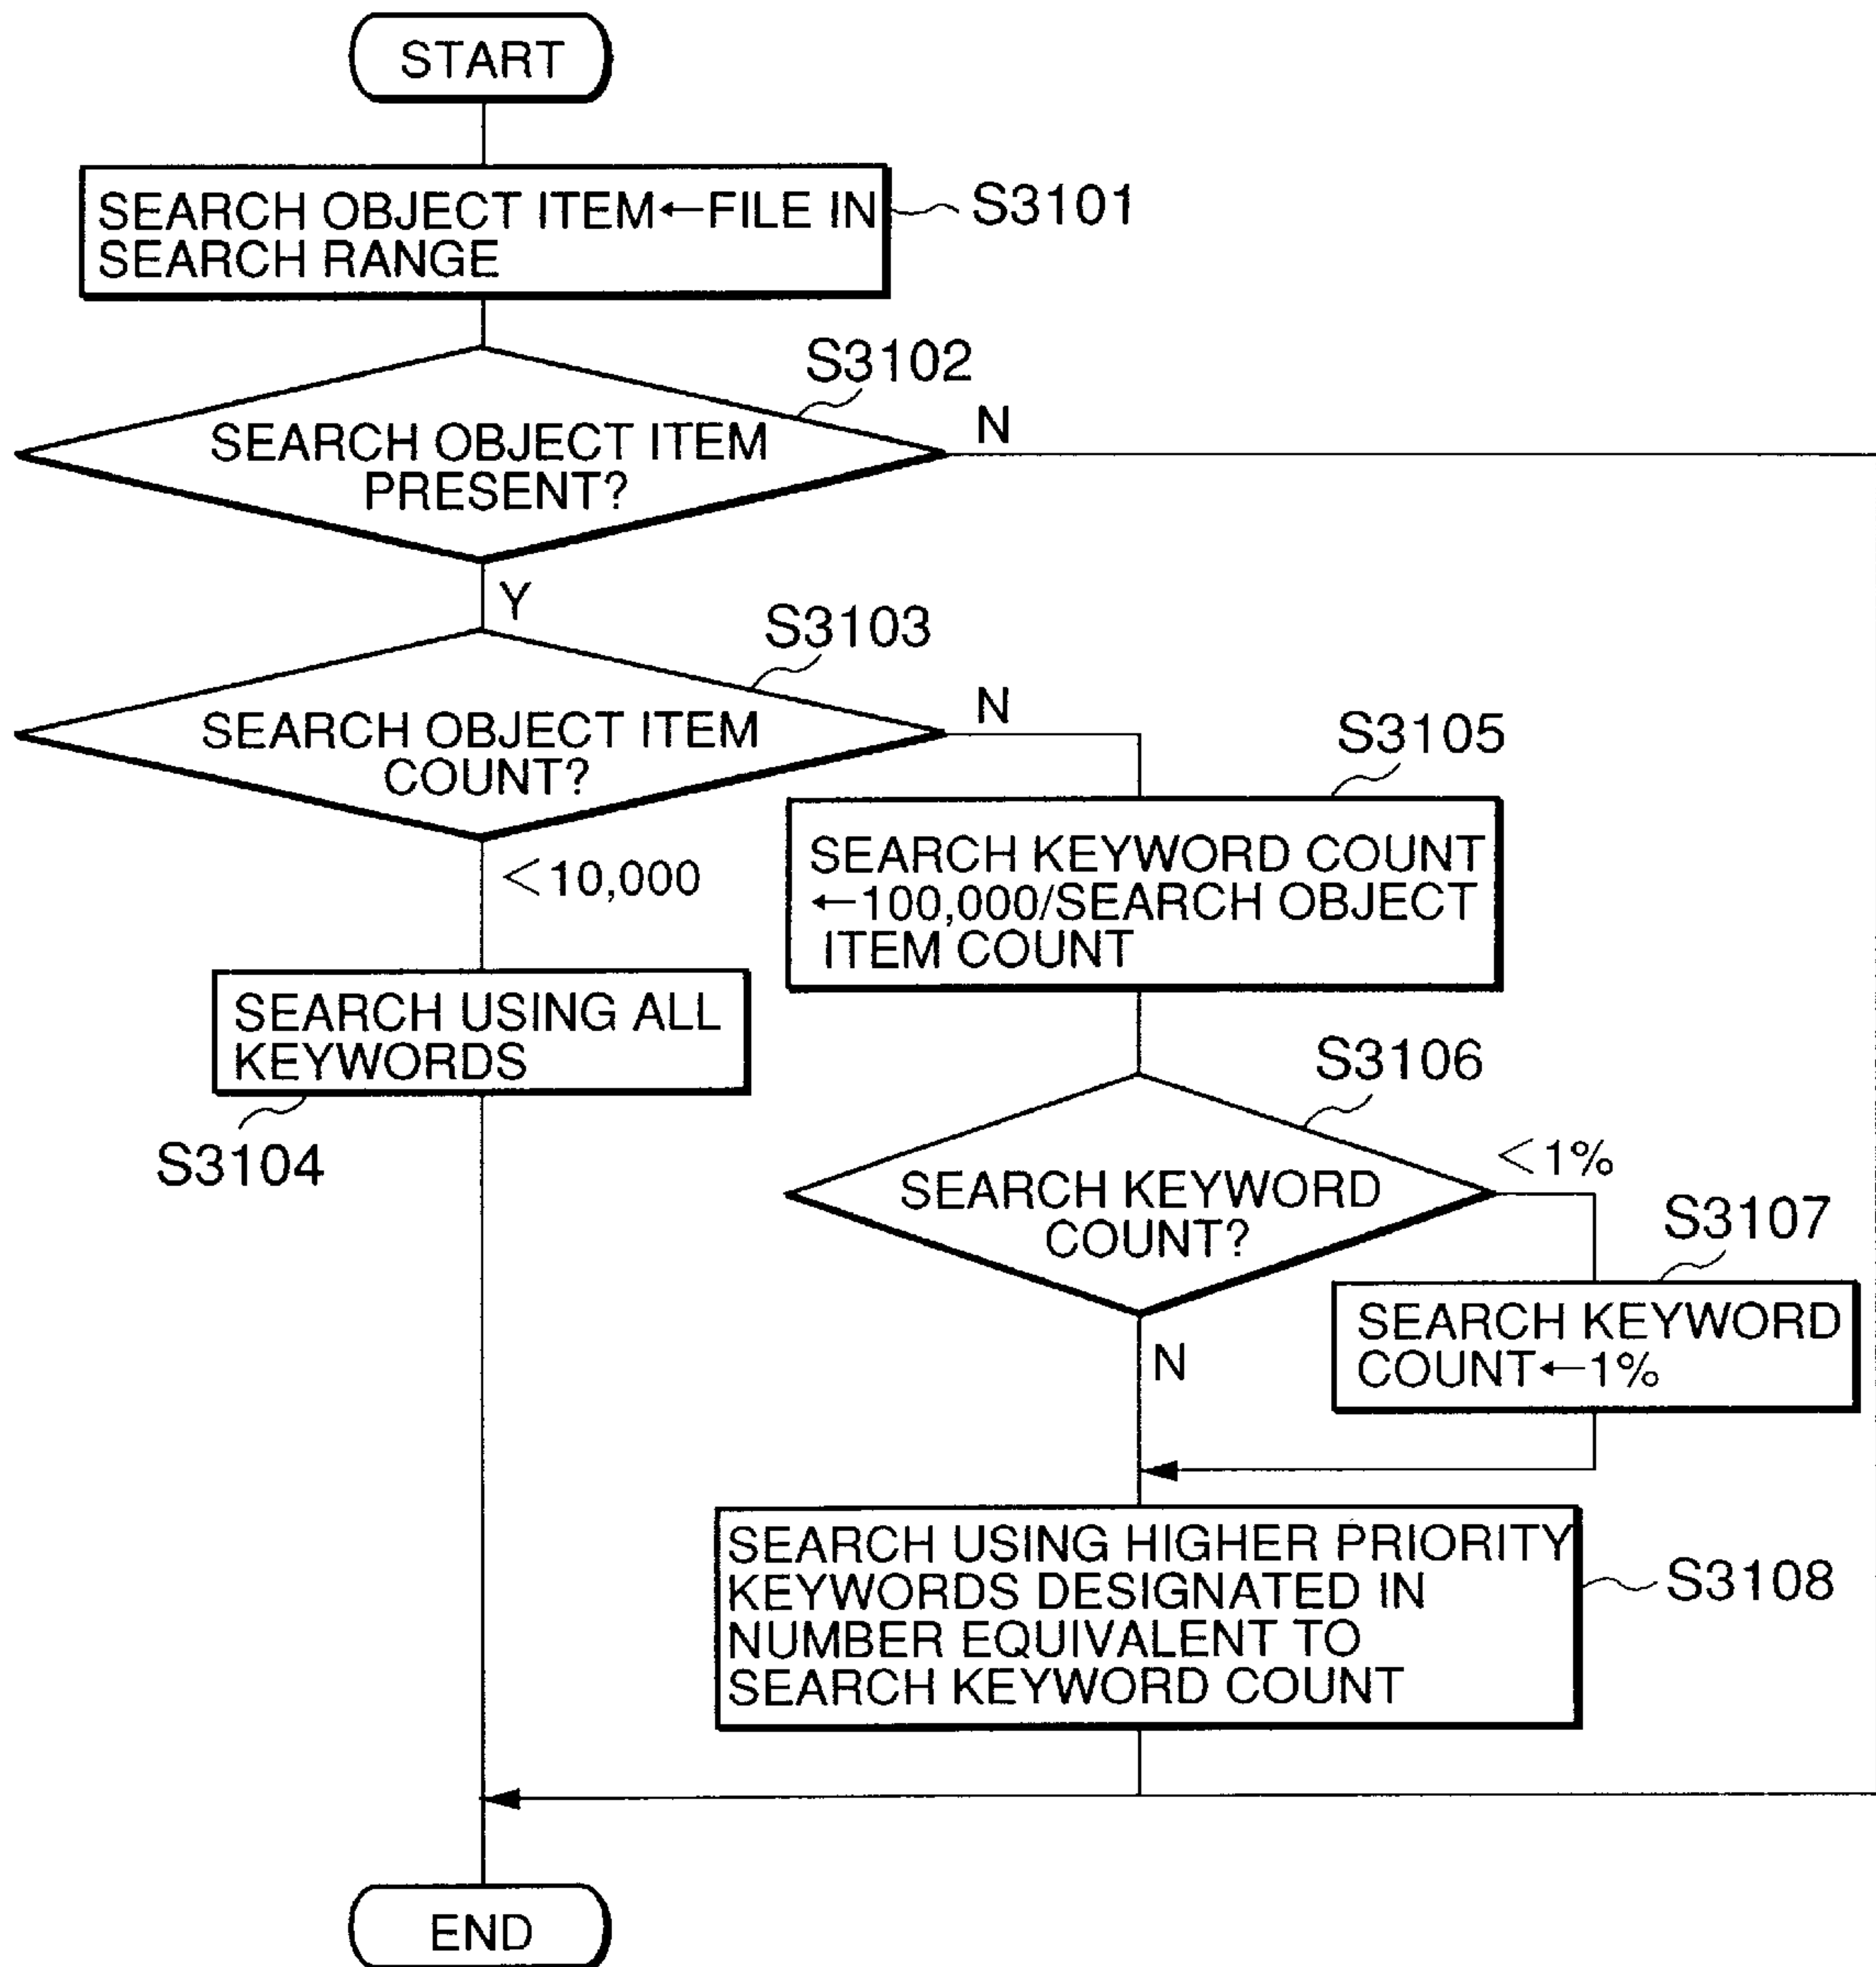 START
SEARCH OBJECT ITEM←FILE IN
SEARCH RANGE
S3101
S3102
SEARCH OBJECT ITEM
PRESENT?
N
Y
S3103
SEARCH OBJECT ITEM
COUNT?
N
<10,000
S3105
SEARCH KEYWORD COUNT
←100,000/SEARCH OBJECT
ITEM COUNT
SEARCH USING ALL
KEYWORDS
S3104
S3106
SEARCH KEYWORD
COUNT?
<1%
N
S3107
SEARCH KEYWORD
COUNT←1%
SEARCH USING HIGHER PRIORITY
KEYWORDS DESIGNATED IN
NUMBER EQUIVALENT TO
SEARCH KEYWORD COUNT
S3108
END